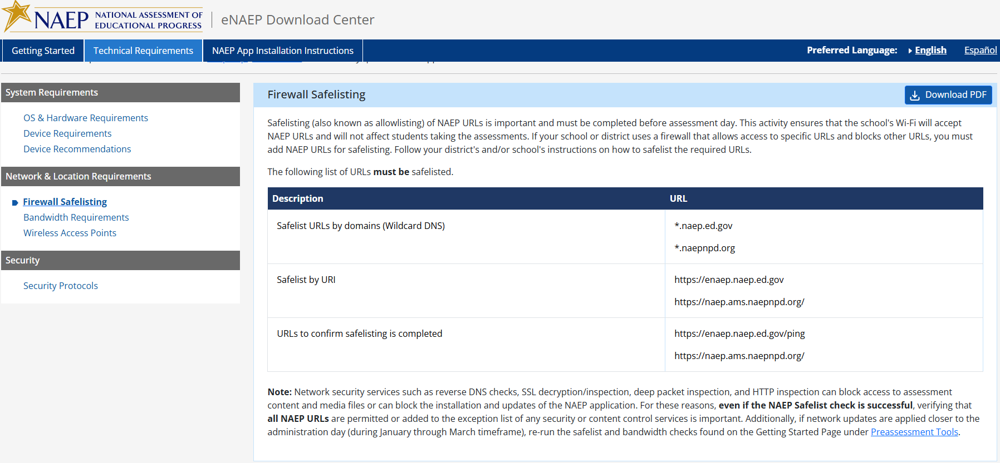 NAEP NATIONAL ASSESSMENT OF
EDUCATIONAL PROGRESS
eNAEP Download Center
Getting Started
Technical Requirements
NAEP App Installation Instructions
Preferred Language:
English
Español
System Requirements
OS & Hardware Requirements
Device Requirements
Device Recommendations
Network & Location Requirements
Firewall Safelisting
Bandwidth Requirements
Wireless Access Points
Security
Security Protocols
Firewall Safelisting
Download PDF
Safelisting (also known as allowlisting) of NAEP URLs is important and must be completed before assessment day. This activity ensures that the school's Wi-Fi will accept
NAEP URLs and will not affect students taking the assessments. If your school or district uses a firewall that allows access to specific URLs and blocks other URLs, you must
add NAEP URLs for safelisting. Follow your district's and/or school's instructions on how to safelist the required URLs.
The following list of URLs must be safelisted.
Description
URL
Safelist URLs by domains (Wildcard DNS)
*.naep.ed.gov
*.naepnpd.org
Safelist by URI
https://enaep.naep.ed.gov
https://naep.ams.naepnpd.org/
URLs to confirm safelisting is completed
https://enaep.naep.ed.gov/ping
https://naep.ams.naepnpd.org/
Note: Network security services such as reverse DNS checks, SSL decryption/inspection, deep packet inspection, and HTTP inspection can block access to assessment
content and media files or can block the installation and updates of the NAEP application. For these reasons, even if the NAEP Safelist check is successful, verifying that
all NAEP URLs are permitted or added to the exception list of any security or content control services is important. Additionally, if network updates are applied closer to the
administration day (during January through March timeframe), re-run the safelist and bandwidth checks found on the Getting Started Page under Preassessment Tools.